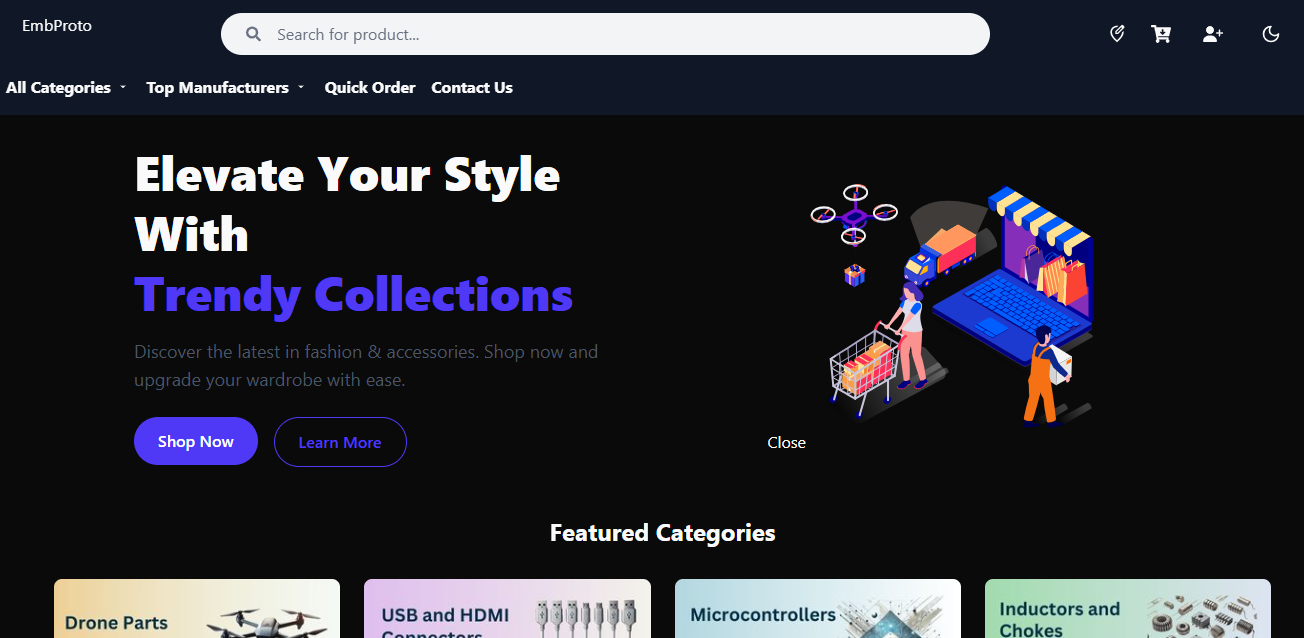 EmbProto
Search for product...
All Categories
Top Manufacturers
Quick Order
Contact Us
Elevate Your Style
With
Trendy Collections
Discover the latest in fashion & accessories. Shop now and
upgrade your wardrobe with ease.
Shop Now
Learn More
Close
Featured Categories
Drone Parts
USB and HDMI
Connectors
Microcontrollers
Inductors and
Chokes